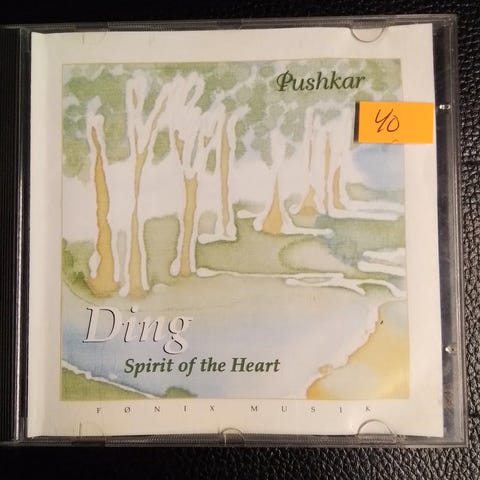 Pushkar
40
Ding
Spirit of the Heart
FØNIX MUSIK